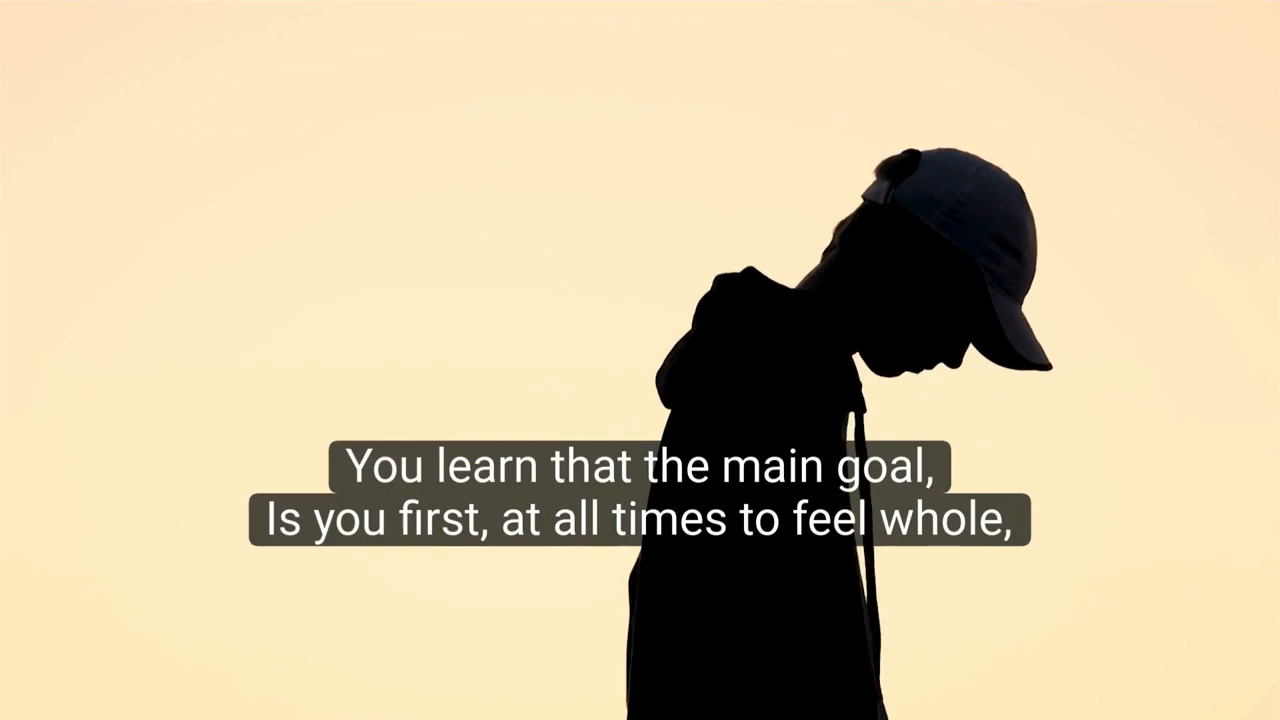 You learn that the main goal,
Is you first, at all times to feel whole,